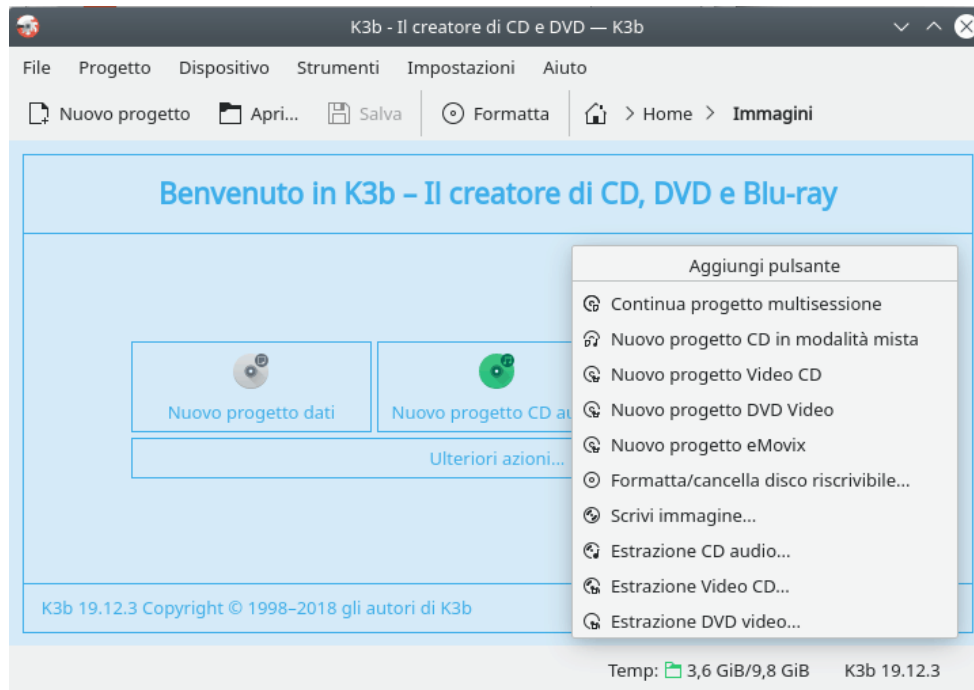 K3b - Il creatore di CD e DVD — K3b
File Progetto Dispositivo Strumenti Impostazioni Aiuto
Nuovo progetto Apri... Salva Formatta > Home > Immagini
Benvenuto in K3b – Il creatore di CD, DVD e Blu-ray
Aggiungi pulsante
Continua progetto multisessione
Nuovo progetto CD in modalità mista
Nuovo progetto Video CD
Nuovo progetto DVD Video
Nuovo progetto eMovix
Formatta/cancella disco riscrivibile...
Scrivi immagine...
Estrazione CD audio...
Estrazione Video CD...
Estrazione DVD video...
Nuovo progetto dati
Nuovo progetto CD au
Ulteriori azioni...
K3b 19.12.3 Copyright © 1998–2018 gli autori di K3b
Temp: 3,6 GiB/9,8 GiB K3b 19.12.3